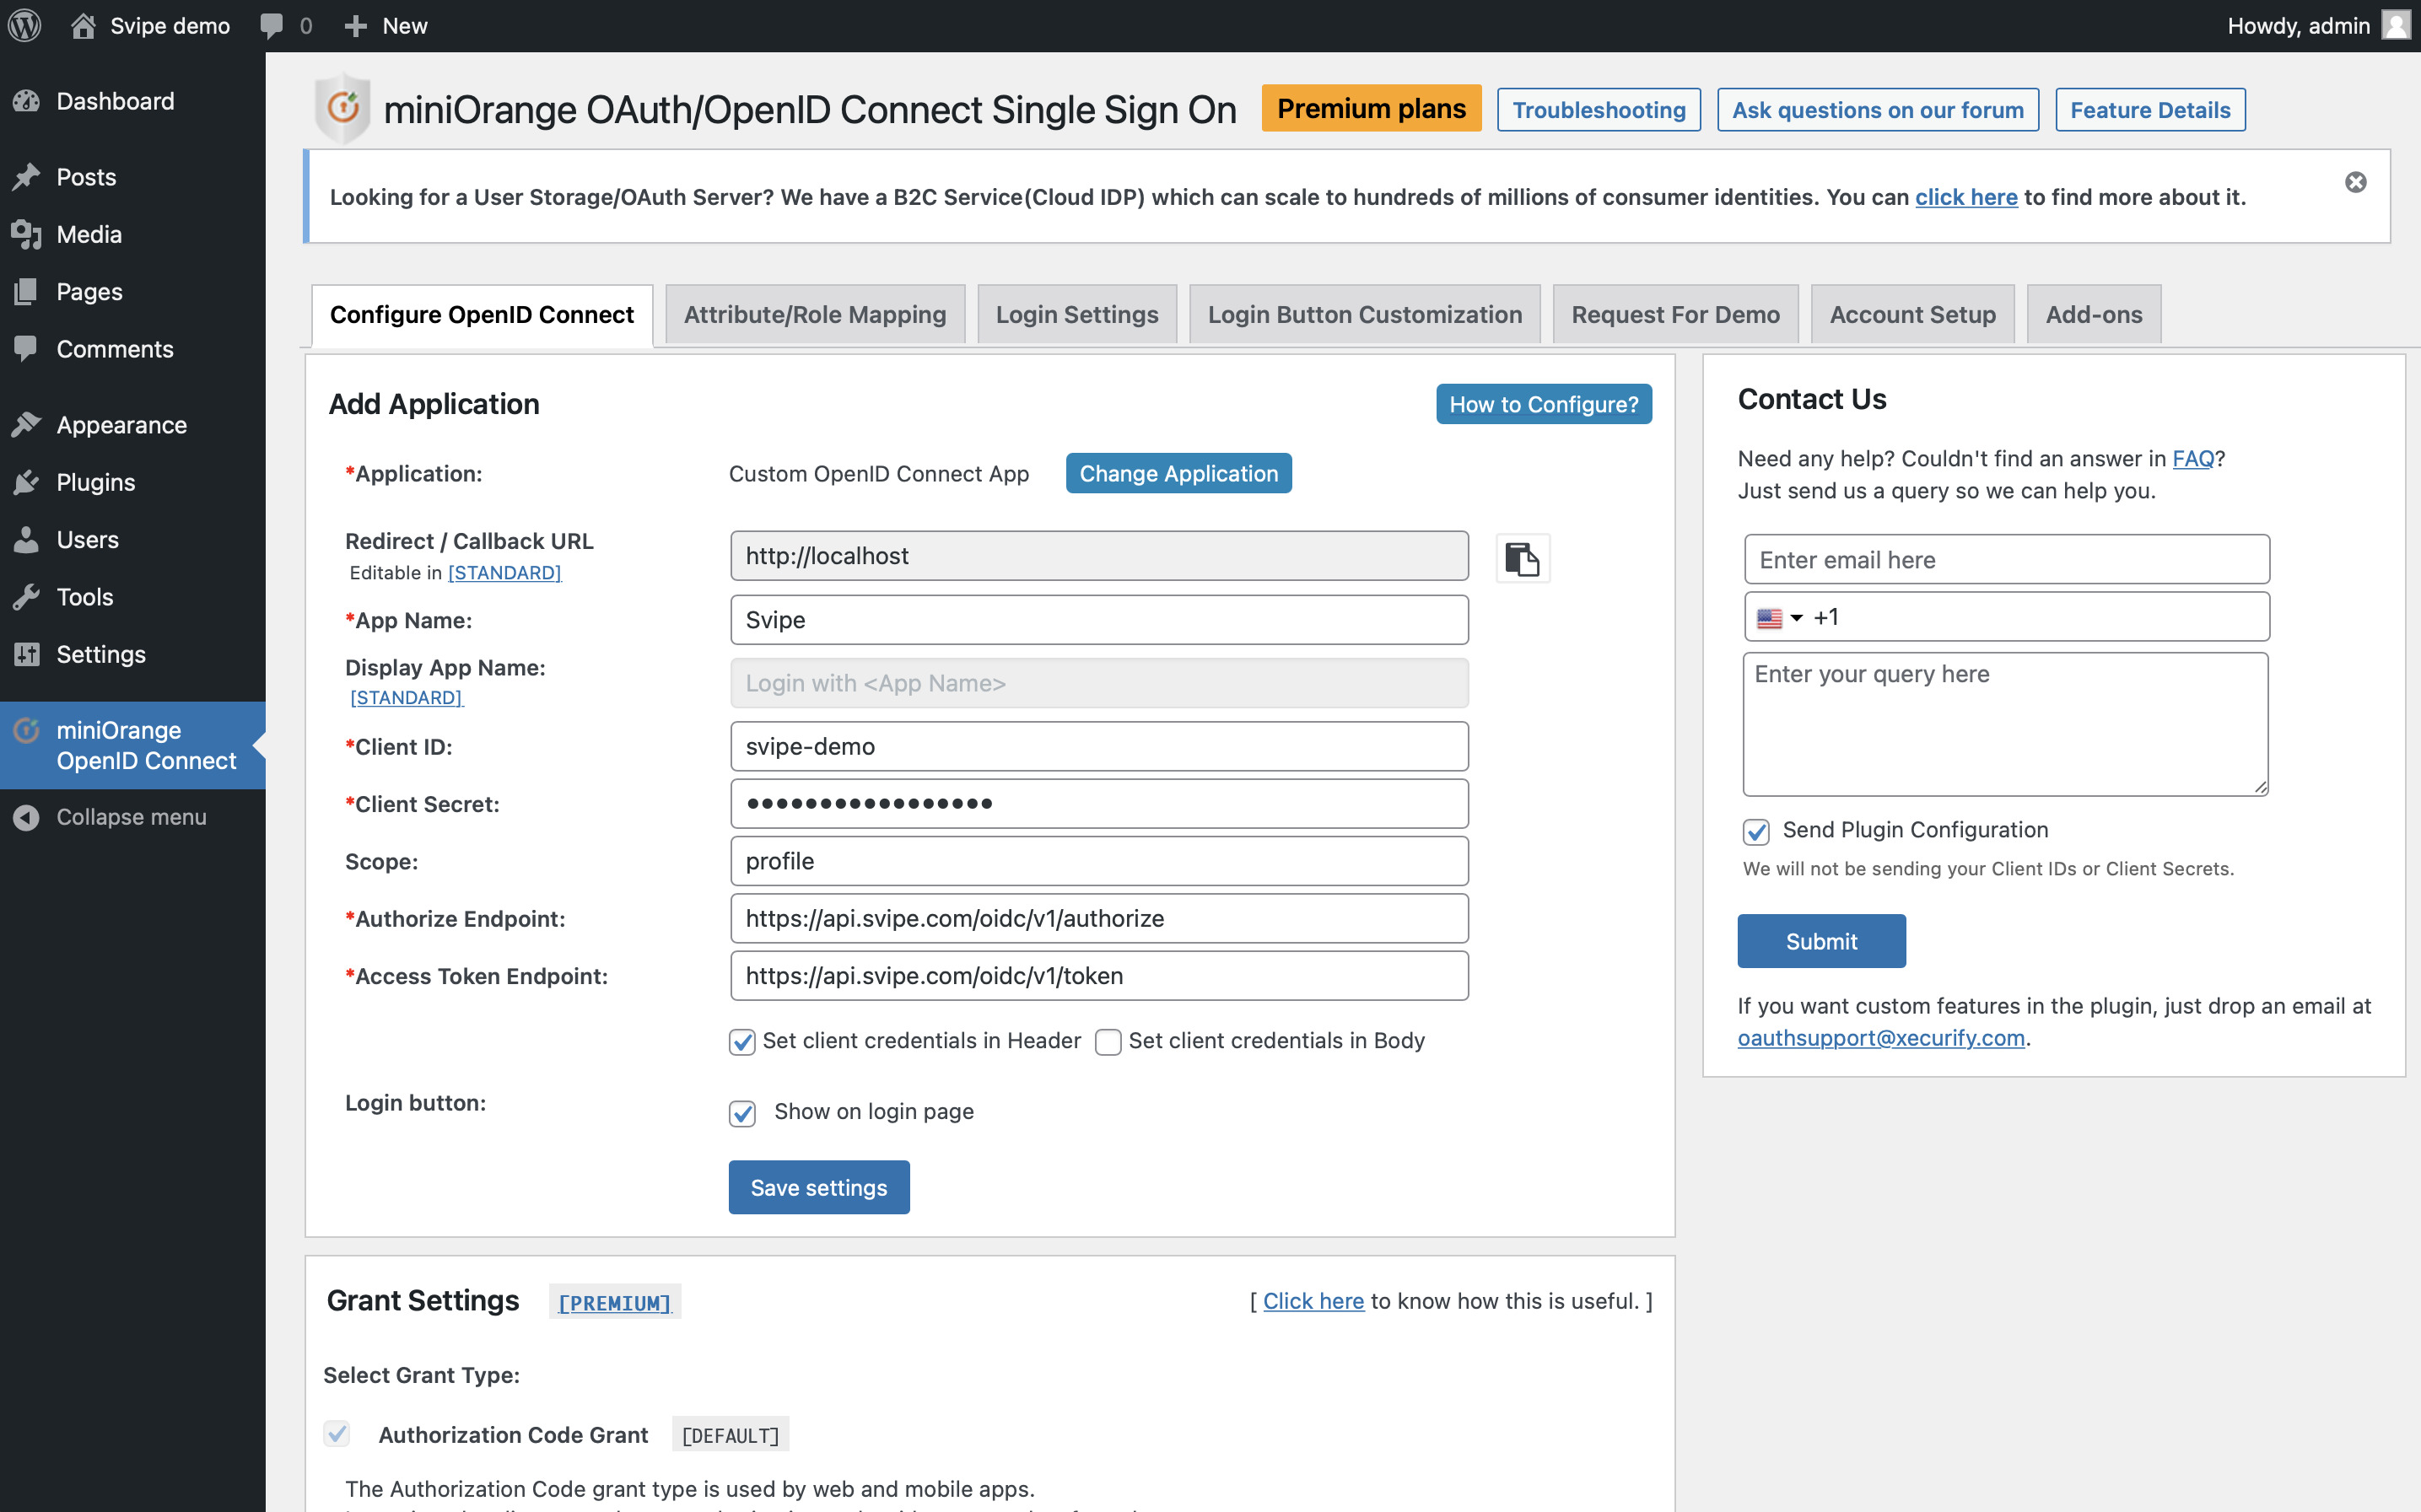 Svipe demo
0
New
Howdy, admin
Dashboard
Posts
Media
Pages
Comments
Appearance
Plugins
Users
Tools
Settings
miniOrange
OpenID Connect
Collapse menu
miniOrange OAuth/OpenID Connect Single Sign On
Premium plans
Troubleshooting
Ask questions on our forum
Feature Details
Looking for a User Storage/OAuth Server? We have a B2C Service(Cloud IDP) which can scale to hundreds of millions of consumer identities. You can click here to find more about it.
Configure OpenID Connect
Attribute/Role Mapping
Login Settings
Login Button Customization
Request For Demo
Account Setup
Add-ons
Add Application
How to Configure?
*Application:
Custom OpenID Connect App
Change Application
Redirect / Callback URL
Editable in [STANDARD]
http://localhost
*App Name:
Svipe
Display App Name:
[STANDARD]
Login with <App Name>
*Client ID:
svipe-demo
*Client Secret:
•••••••••••••••••
Scope:
profile
*Authorize Endpoint:
https://api.svipe.com/oidc/v1/authorize
*Access Token Endpoint:
https://api.svipe.com/oidc/v1/token
Set client credentials in Header
Set client credentials in Body
Login button:
Show on login page
Save settings
Grant Settings
[PREMIUM]
[ Click here to know how this is useful. ]
Select Grant Type:
Authorization Code Grant
[DEFAULT]
The Authorization Code grant type is used by web and mobile apps.
Contact Us
Need any help? Couldn't find an answer in FAQ?
Just send us a query so we can help you.
Enter email here
+1
Enter your query here
Send Plugin Configuration
We will not be sending your Client IDs or Client Secrets.
Submit
If you want custom features in the plugin, just drop an email at
oauthsupport@xecurify.com.